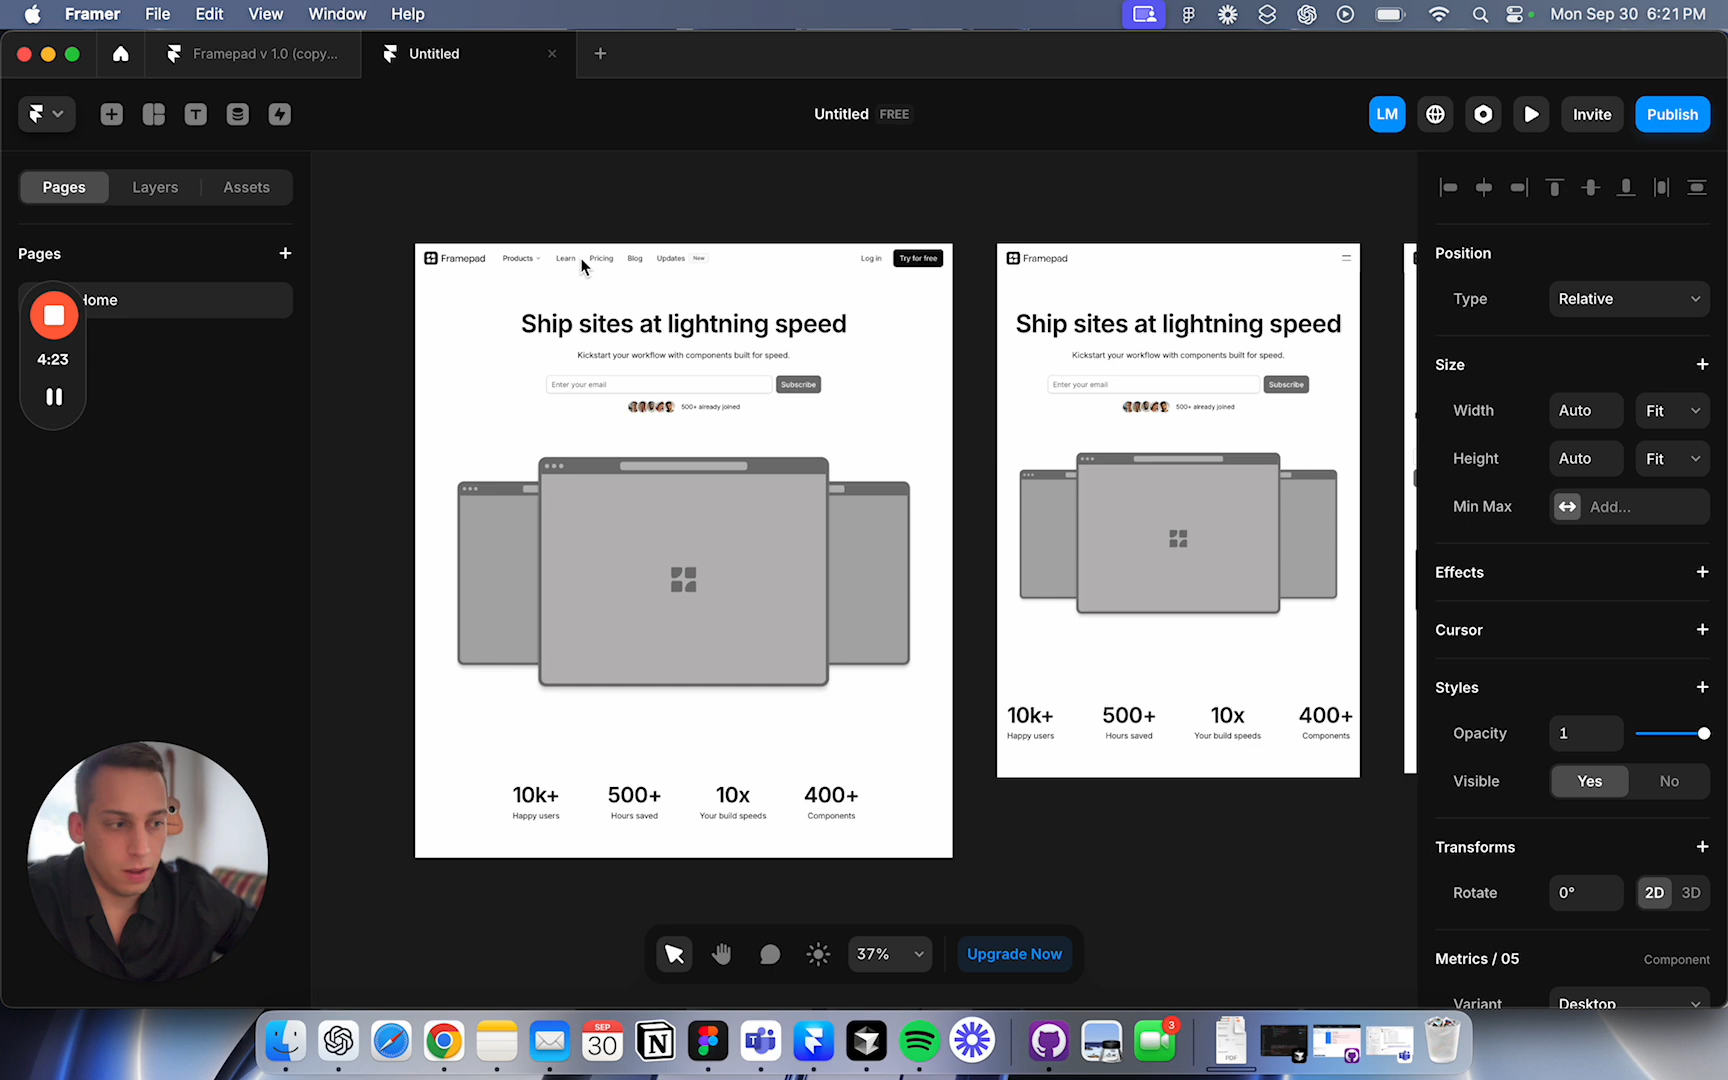 Framer File Edit View Window Help
Mon Sep 30 6:21 PM
Framepad v 1.0 (copy...
Untitled
Untitled FREE
LM
Invite
Publish
Pages Layers Assets
Pages
Home
4:23
Framepad Products Learn Pricing Blog Updates New Log in Try for free
Ship sites at lightning speed
Kickstart your workflow with components built for speed.
Enter your email Subscribe
500+ already joined
10k+ 500+ 10x 400+
Happy users Hours saved Your build speeds Components
Framepad
Ship sites at lightning speed
Kickstart your workflow with components built for speed.
Enter your email Subscribe
500+ already joined
10k+ 500+ 10x 400+
Happy users Hours saved Your build speeds Components
37%
Upgrade Now
Position
Type Relative
Size
Width Auto Fit
Height Auto Fit
Min Max Add...
Effects
Cursor
Styles
Opacity 1
Visible Yes No
Transforms
Rotate 0° 2D 3D
Metrics / 05 Component
Variant Desktop
SEP
30
3
PDF